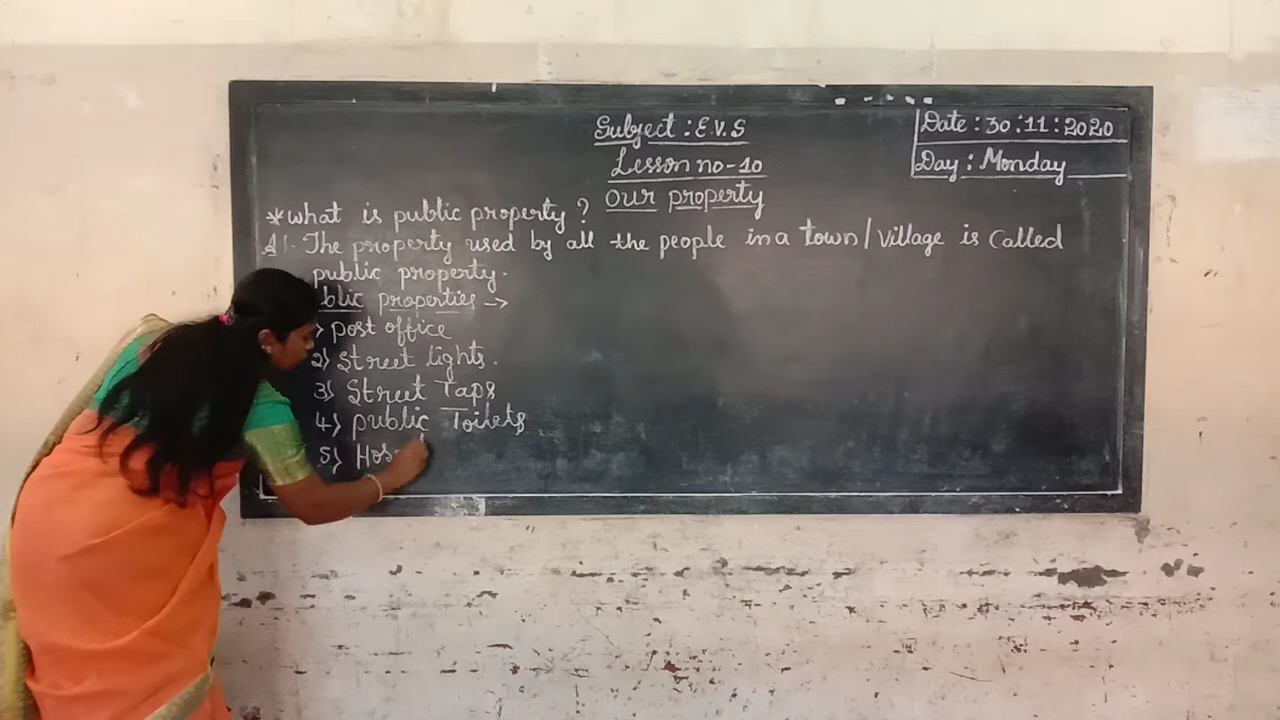 Subject : E.V.S
Date : 30:11:2020
Lesson no-10
Day : Monday
Our property
*what is public property ?
A). The property used by all the people in a town/Village is Called
public property.
blic properties ->
) post office
2) Street lights.
3) Street Taps
4) public Toilets
5) Hos